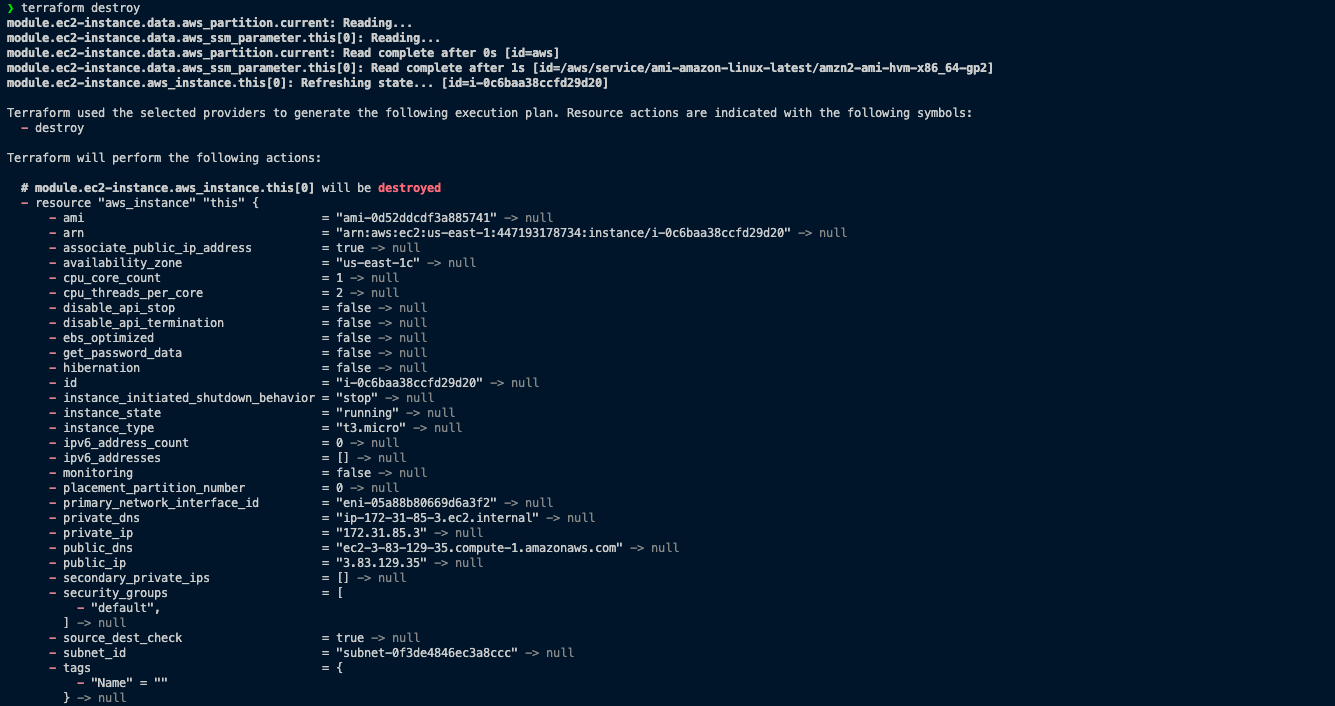 ❯ terraform destroy
module.ec2-instance.data.aws_partition.current: Reading...
module.ec2-instance.data.aws_ssm_parameter.this[0]: Reading...
module.ec2-instance.data.aws_partition.current: Read complete after 0s [id=aws]
module.ec2-instance.data.aws_ssm_parameter.this[0]: Read complete after 1s [id=/aws/service/ami-amazon-linux-latest/amzn2-ami-hvm-x86_64-gp2]
module.ec2-instance.aws_instance.this[0]: Refreshing state... [id=i-0c6baa38ccfd29d20]

Terraform used the selected providers to generate the following execution plan. Resource actions are indicated with the following symbols:
  - destroy

Terraform will perform the following actions:

  # module.ec2-instance.aws_instance.this[0] will be destroyed
  - resource "aws_instance" "this" {
      - ami                                  = "ami-0d52ddcdf3a885741" -> null
      - arn                                  = "arn:aws:ec2:us-east-1:447193178734:instance/i-0c6baa38ccfd29d20" -> null
      - associate_public_ip_address          = true -> null
      - availability_zone                    = "us-east-1c" -> null
      - cpu_core_count                       = 1 -> null
      - cpu_threads_per_core                 = 2 -> null
      - disable_api_stop                     = false -> null
      - disable_api_termination              = false -> null
      - ebs_optimized                        = false -> null
      - get_password_data                    = false -> null
      - hibernation                          = false -> null
      - id                                   = "i-0c6baa38ccfd29d20" -> null
      - instance_initiated_shutdown_behavior = "stop" -> null
      - instance_state                       = "running" -> null
      - instance_type                        = "t3.micro" -> null
      - ipv6_address_count                   = 0 -> null
      - ipv6_addresses                       = [] -> null
      - monitoring                           = false -> null
      - placement_partition_number           = 0 -> null
      - primary_network_interface_id         = "eni-05a88b80669d6a3f2" -> null
      - private_dns                          = "ip-172-31-85-3.ec2.internal" -> null
      - private_ip                           = "172.31.85.3" -> null
      - public_dns                           = "ec2-3-83-129-35.compute-1.amazonaws.com" -> null
      - public_ip                            = "3.83.129.35" -> null
      - secondary_private_ips                = [] -> null
      - security_groups                      = [
          - "default",
        ] -> null
      - source_dest_check                    = true -> null
      - subnet_id                            = "subnet-0f3de4846ec3a8ccc" -> null
      - tags                                 = {
          - "Name" = ""
        } -> null